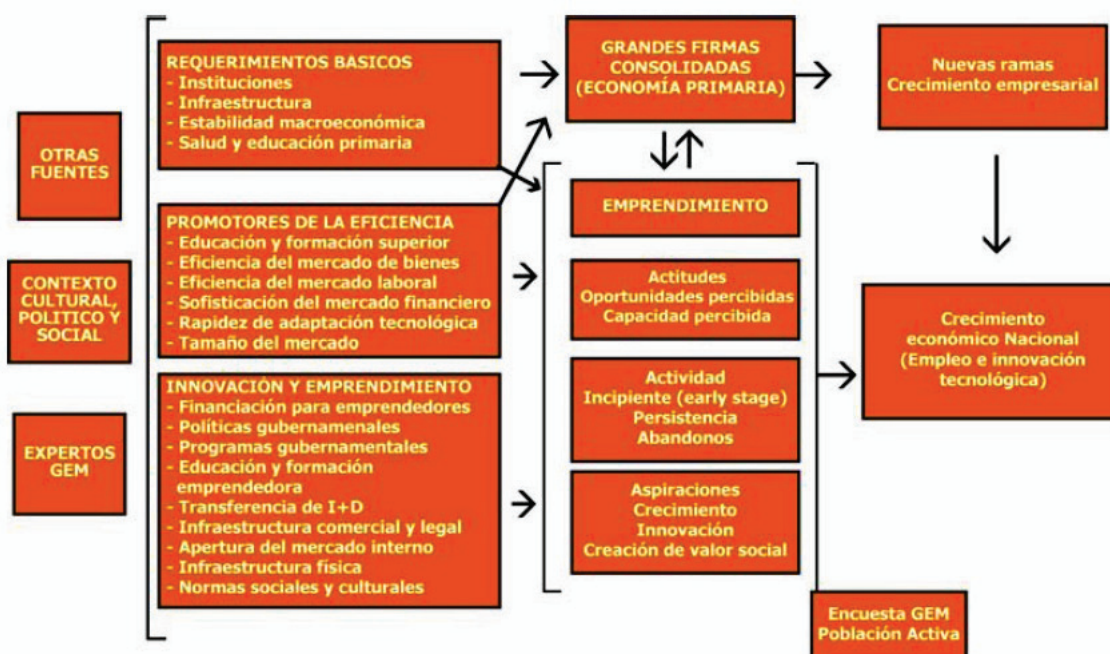 OTRAS
FUENTES
CONTEXTO
CULTURAL,
POLITICO Y
SOCIAL
EXPERTOS
GEM
REQUERIMIENTOS BÁSICOS
- Instituciones
- Infraestructura
- Estabilidad macroeconómica
- Salud y educación primaria
PROMOTORES DE LA EFICIENCIA
- Educación y formación superior
- Eficiencia del mercado de bienes
- Eficiencia del mercado laboral
- Sofisticación del mercado financiero
- Rapidez de adaptación tecnológica
- Tamaño del mercado
INNOVACIÓN Y EMPRENDIMIENTO
- Financiación para emprendedores
- Políticas gubernamenales
- Programas gubernamentales
- Educación y formación
emprendedora
- Transferencia de I+D
- Infraestructura comercial y legal
- Apertura del mercado interno
- Infraestructura física
- Normas sociales y culturales
GRANDES FIRMAS
CONSOLIDADAS
(ECONOMÍA PRIMARIA)
EMPRENDIMIENTO
Actitudes
Oportunidades percibidas
Capacidad percibida
Actividad
Incipiente (early stage)
Persistencia
Abandonos
Aspiraciones
Crecimiento
Innovación
Creación de valor social
Nuevas ramas
Crecimiento empresarial
Crecimiento
económico Nacional
(Empleo e innovación
tecnológica)
Encuesta GEM
Población Activa